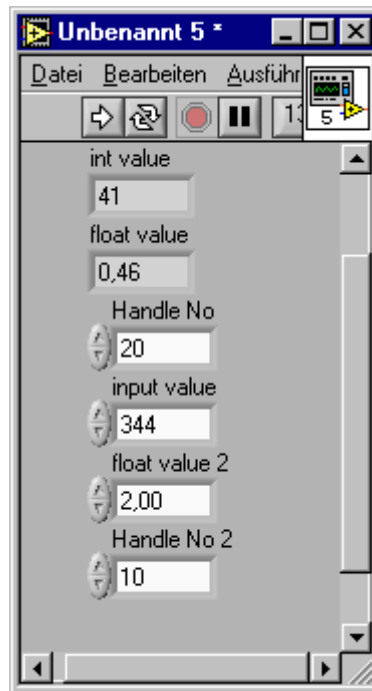 Unbenannt 5 *
Datei Bearbeiten Ausführ
13
5
int value
41
float value
0,46
Handle No
20
input value
344
float value 2
2,00
Handle No 2
10